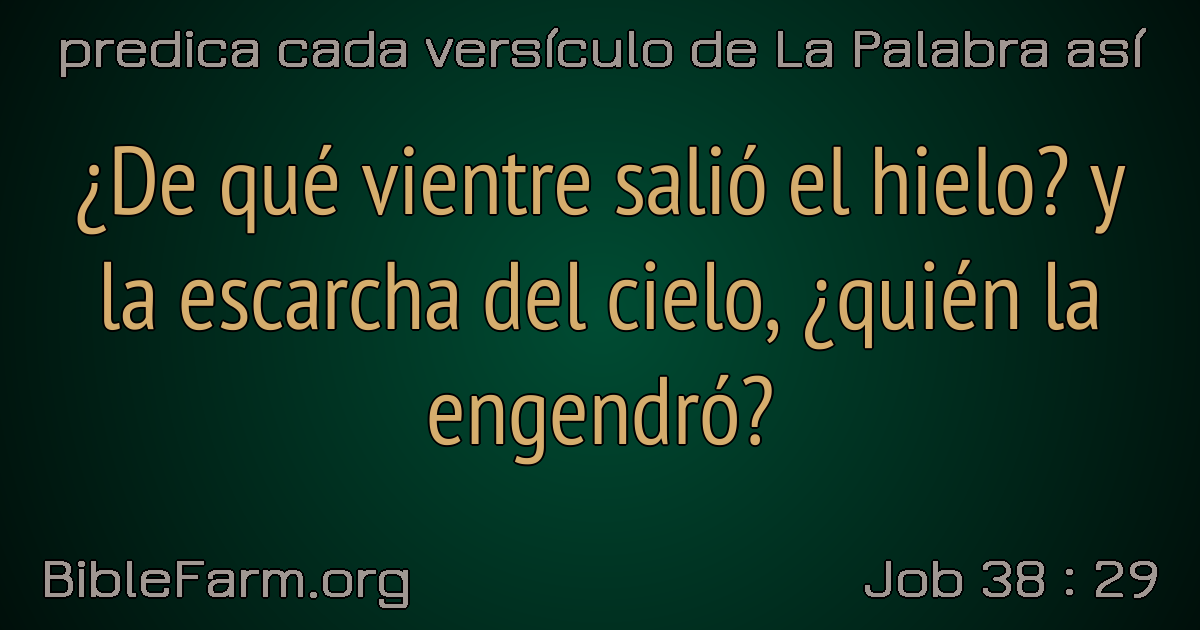 predica cada versículo de La Palabra así
¿De qué vientre salió el hielo? y
la escarcha del cielo, ¿quién la
engendró?
BibleFarm.org
Job 38 : 29